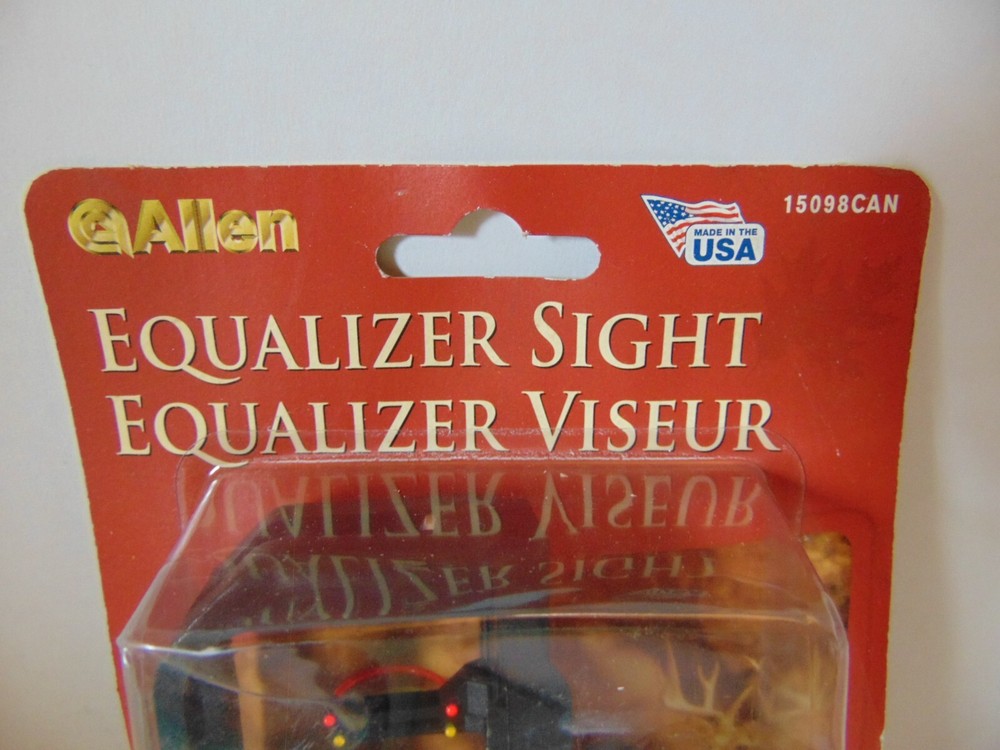 Allen
MADE IN THE
USA
15098CAN
EQUALIZER SIGHT
EQUALIZER VISEUR